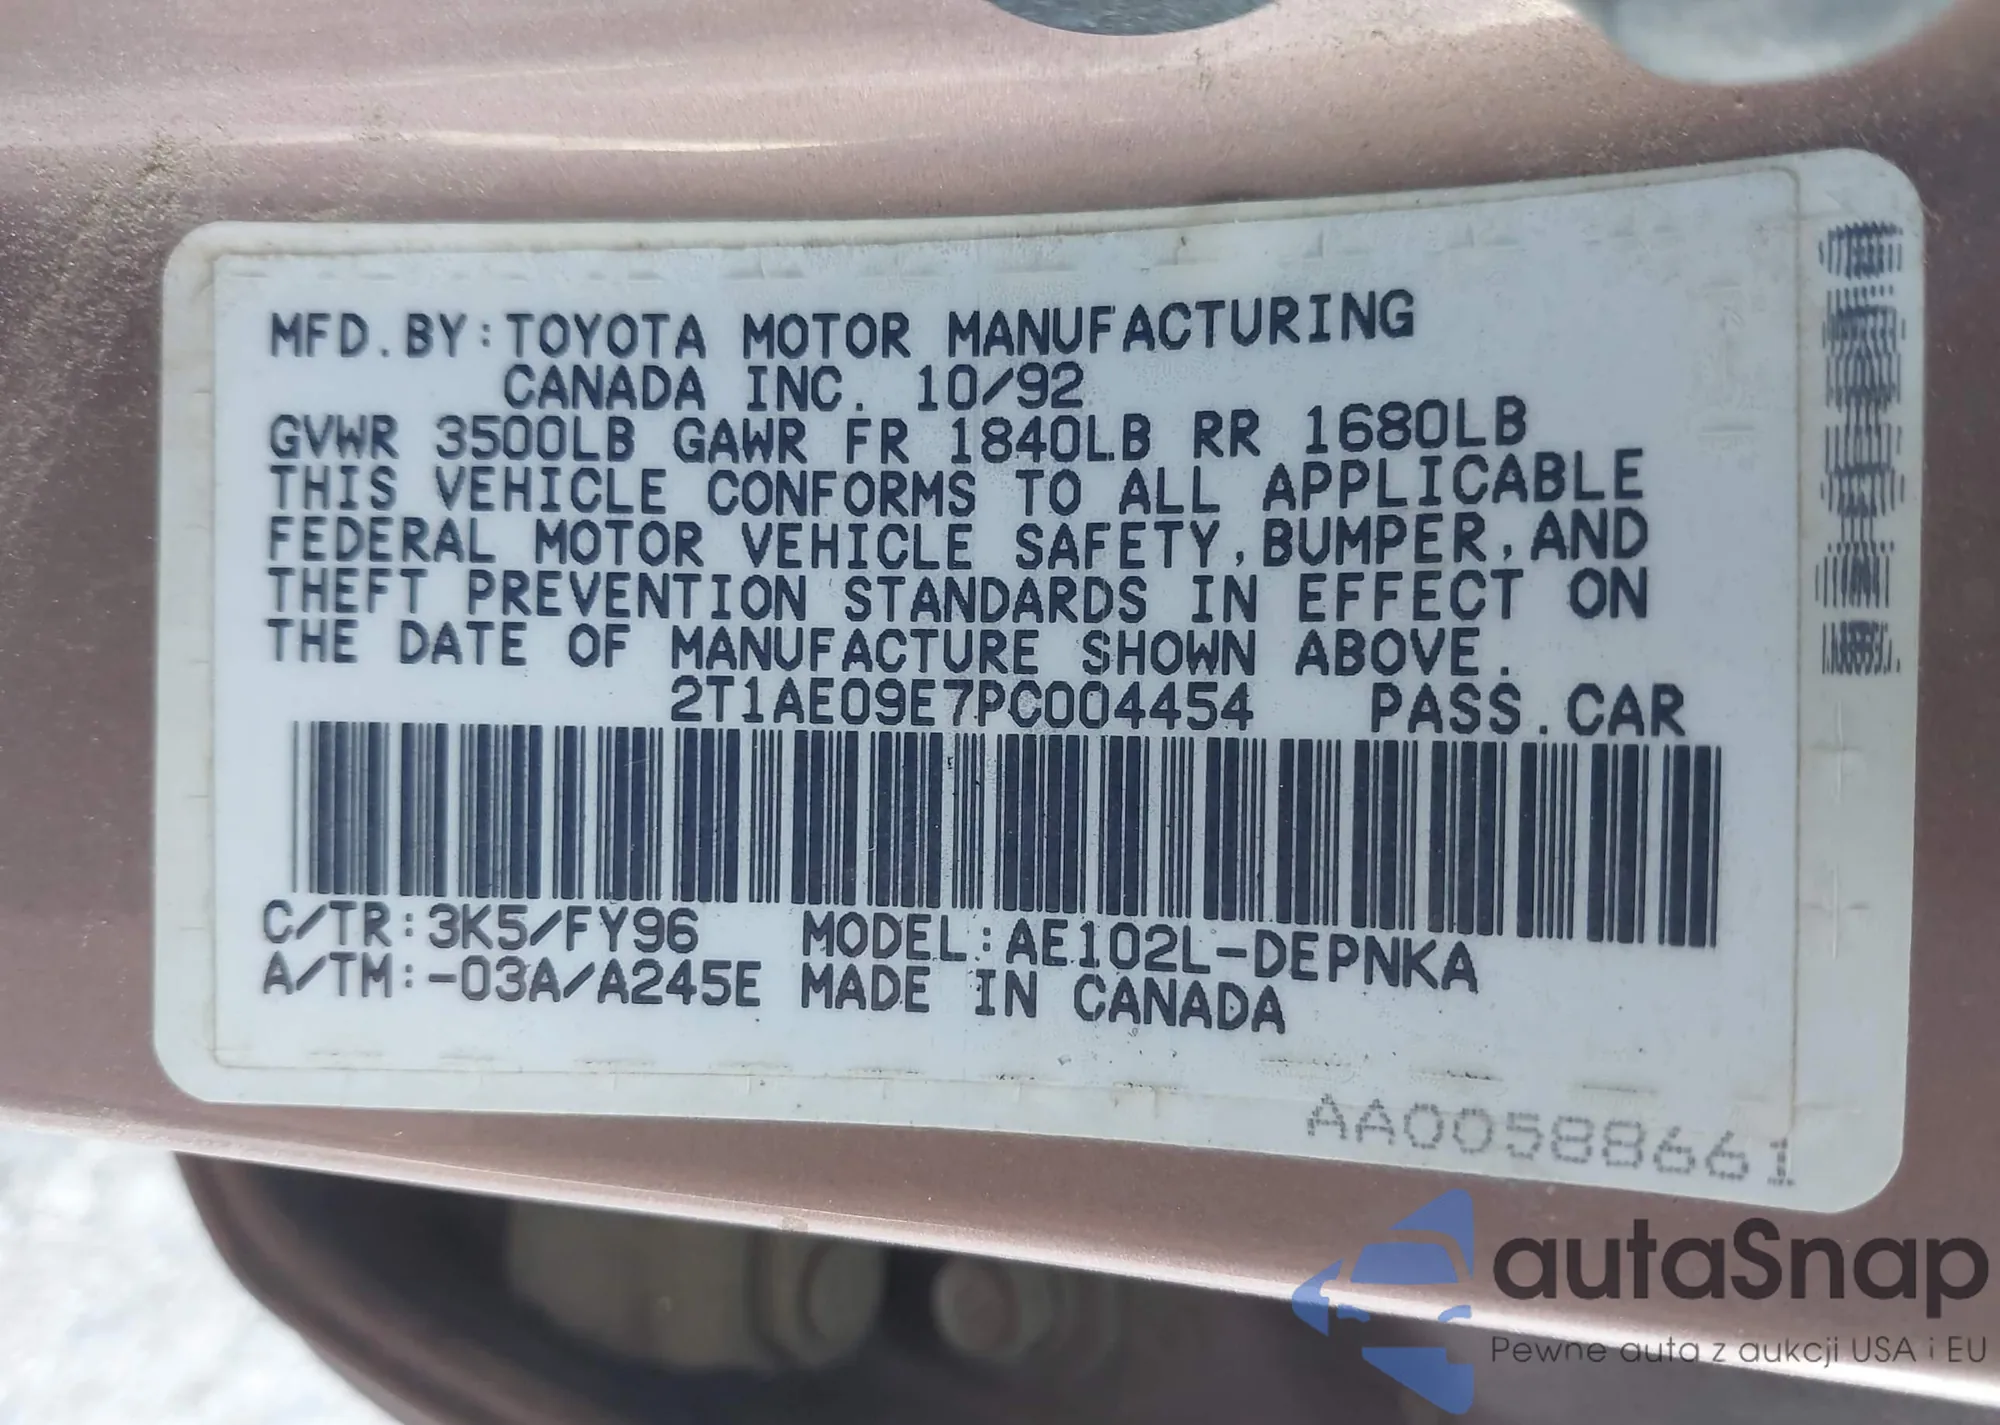 MFD.BY:TOYOTA MOTOR MANUFACTURING
CANADA INC. 10/92
GVWR 3500LB GAWR FR 1840LB RR 1680LB
THIS VEHICLE CONFORMS TO ALL APPLICABLE
FEDERAL MOTOR VEHICLE SAFETY, BUMPER, AND
THEFT PREVENTION STANDARDS IN EFFECT ON
THE DATE OF MANUFACTURE SHOWN ABOVE.
2T1AE09E7PC004454 PASS.CAR
C/TR:3K5/FY96 MODEL:AE102L-DEPNKA
A/TM:-03A/A245E MADE IN CANADA
AA00588661
autaSnap
Pewne auta z aukcji USA i EU